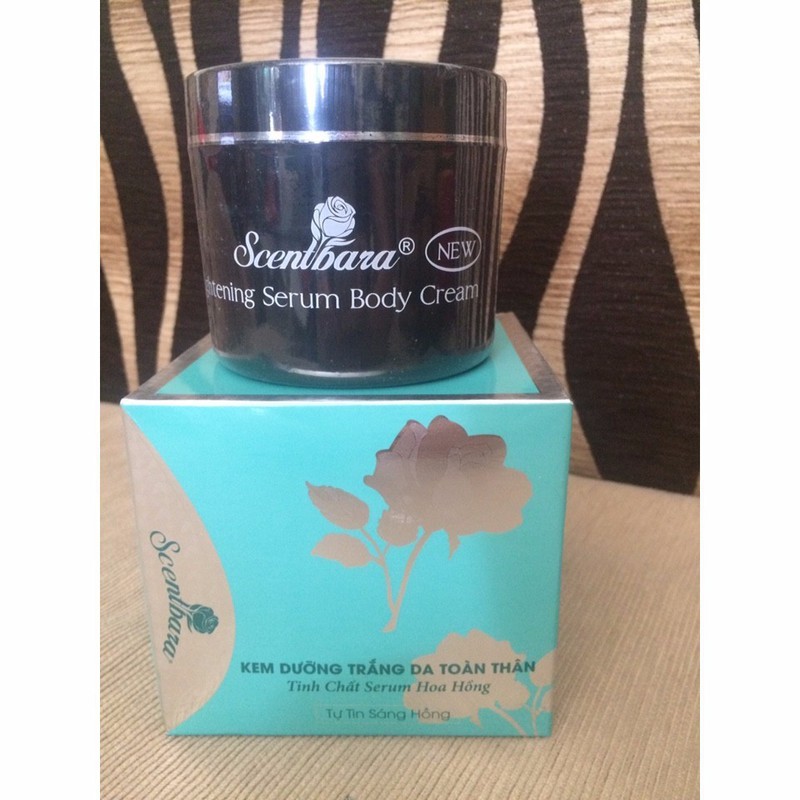 Scentbara® NEW
Serum Body Cream
Scentbara
KEM DƯỠNG TRẮNG DA TOÀN THÂN
Tinh Chất Serum Hoa Hồng
Tự Tin Sáng Hồng